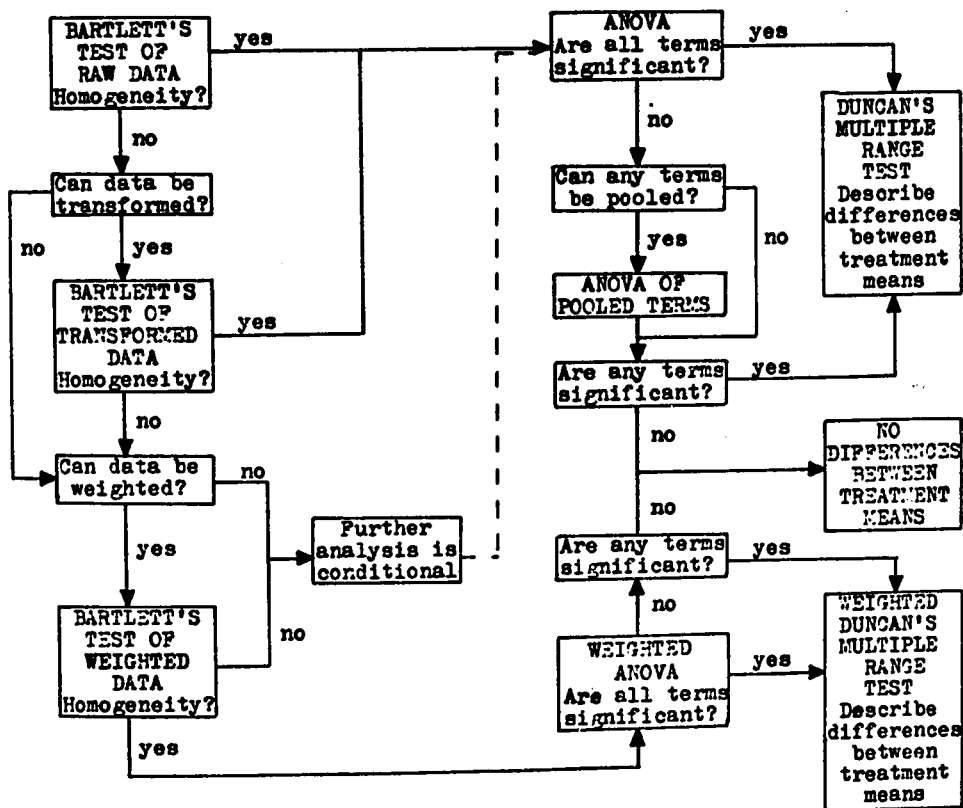 BARTLETT'S
TEST OF
RAW DATA
Homogeneity?
yes
no
Can data be
transformed?
no
yes
BARTLETT'S
TEST OF
TRANSFORMED
DATA
Homogeneity?
yes
no
Can data be
weighted?
no
yes
BARTLETT'S
TEST OF
WEIGHTED
DATA
Homogeneity?
no
yes
Further
analysis is
conditional
ANOVA
Are all terms
significant?
yes
no
Can any terms
be pooled?
yes
no
ANOVA OF
POOLED TERMS
Are any terms
significant?
yes
no
DUNCAN'S
MULTIPLE
RANGE
TEST
Describe
differences
between
treatment
means
NO
DIFFERENCES
BETWEEN
TREATMENT
MEANS
no
Are any terms
significant?
yes
no
WEIGHTED
ANOVA
Are all terms
significant?
yes
WEIGHTED
DUNCAN'S
MULTIPLE
RANGE
TEST
Describe
differences
between
treatment
means